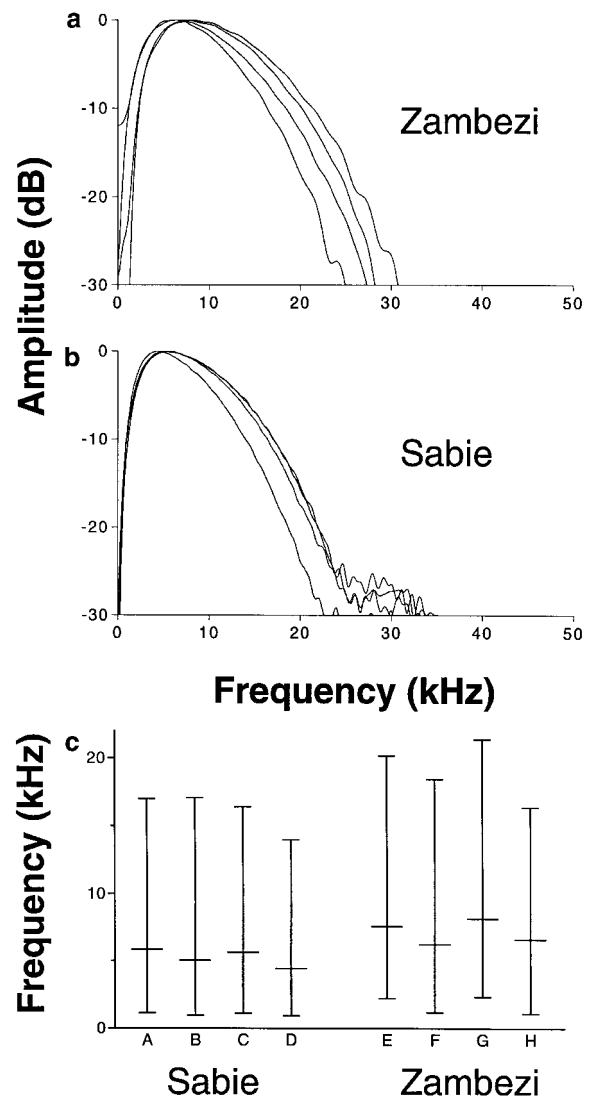 a
0
-10
-20
-30
0 10 20 30 40 50
Zambezi
Amplitude (dB)
b
0
-10
-20
-30
0 10 20 30 40 50
Sabie
Frequency (kHz)
c
Frequency (kHz)
20
10
0
A B C D E F G H
Sabie Zambezi